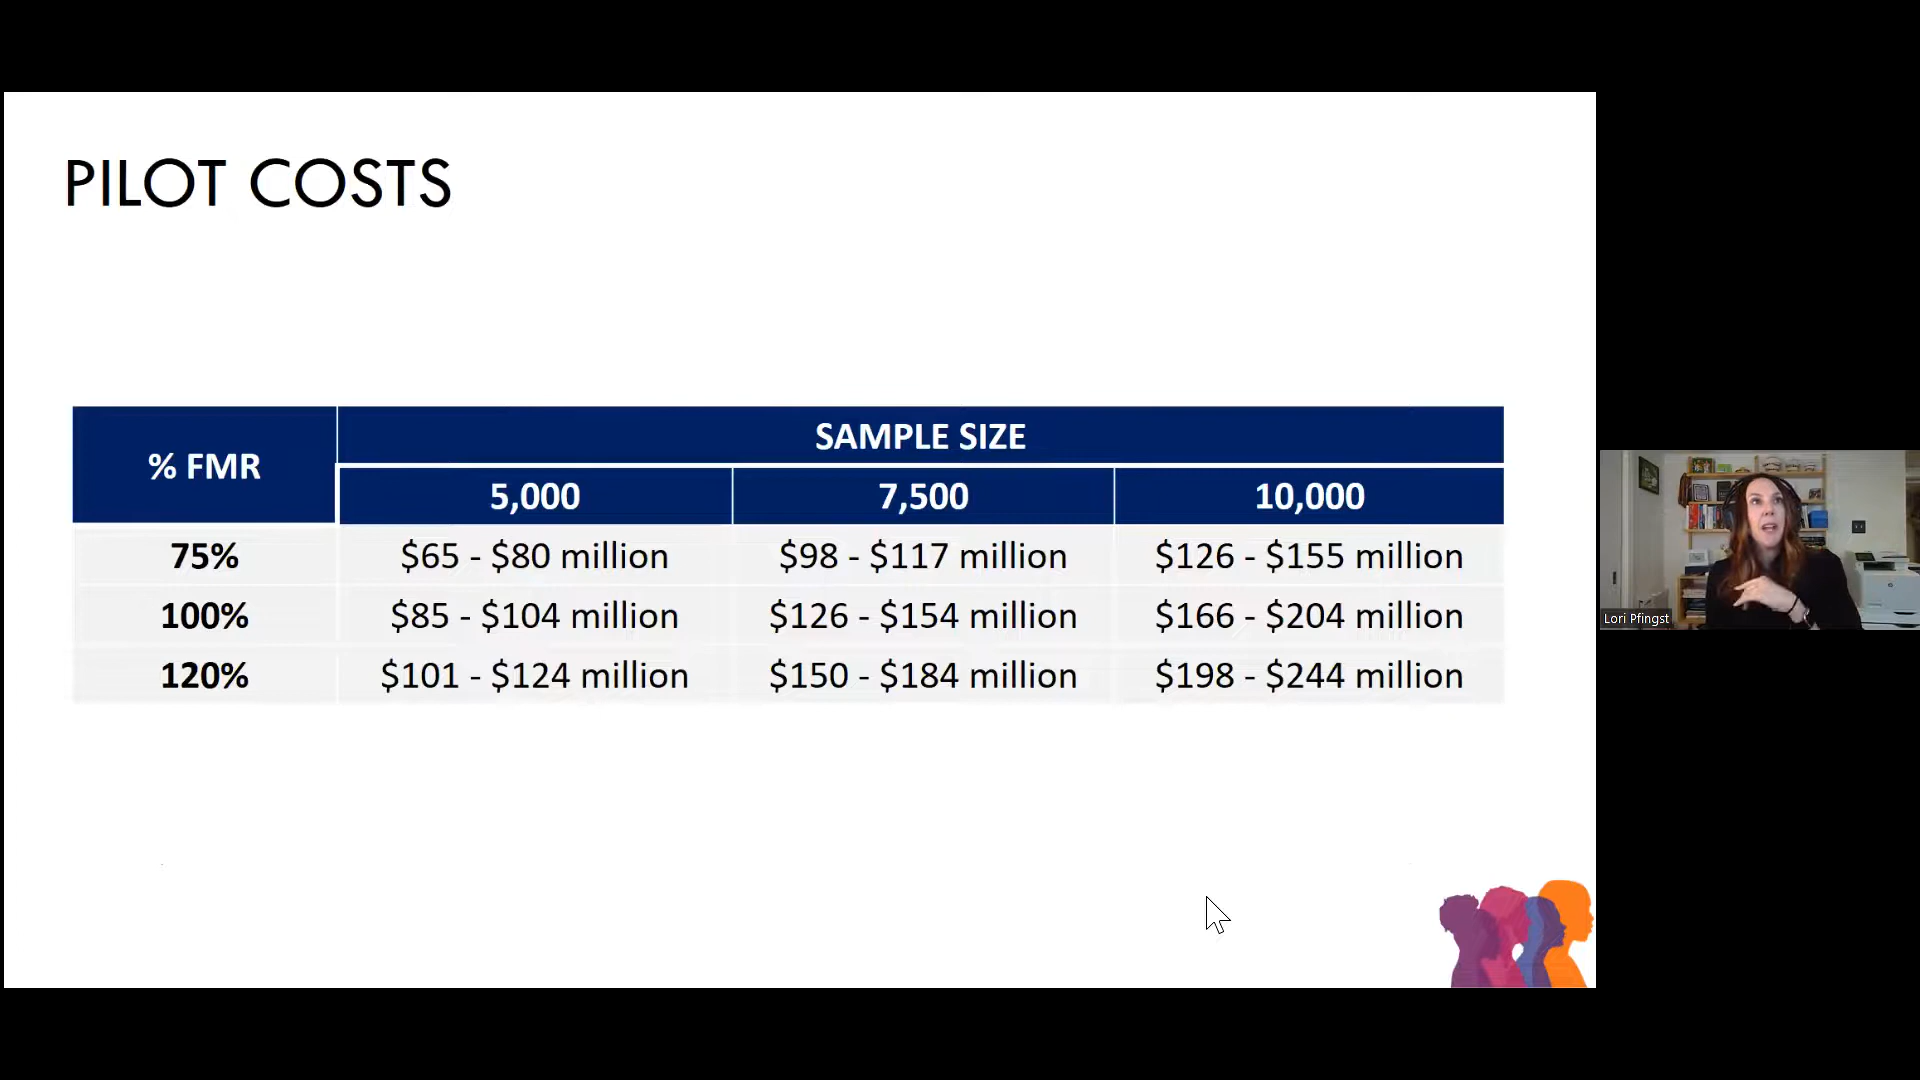 PILOT COSTS
% FMR
SAMPLE SIZE
5,000 7,500 10,000
75% $65 - $80 million $98 - $117 million $126 - $155 million
100% $85 - $104 million $126 - $154 million $166 - $204 million
120% $101 - $124 million $150 - $184 million $198 - $244 million
Lori Pfingst